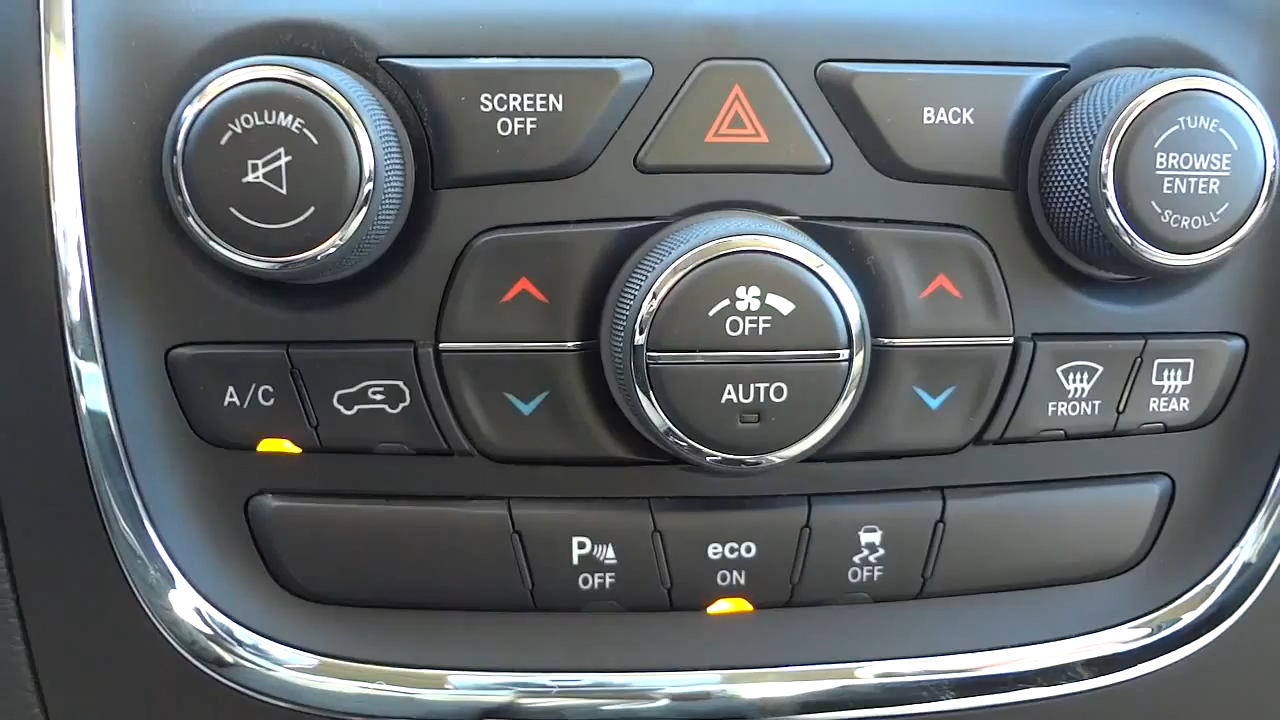 VOLUME
SCREEN
OFF
BACK
TUNE
BROWSE
ENTER
SCROLL
OFF
AUTO
A/C
FRONT
REAR
P
OFF
eco
ON
OFF